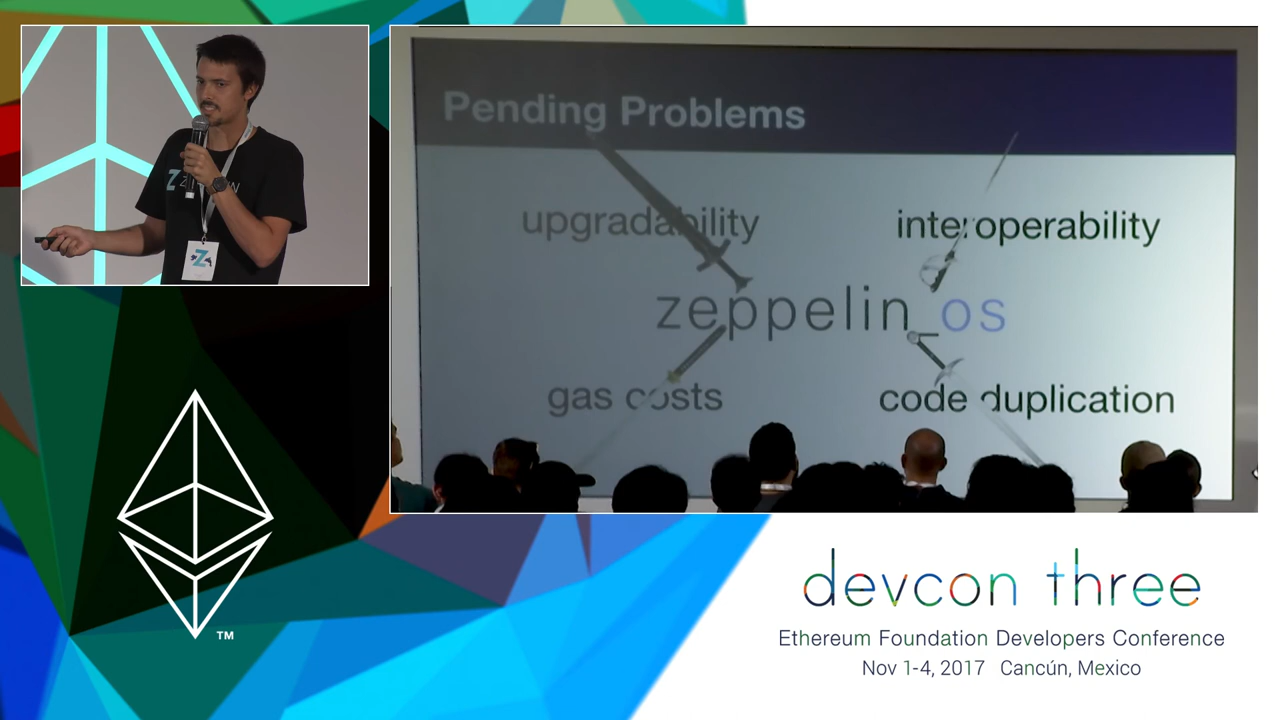 Pending Problems
upgradability
interoperability
zeppelin_os
gas costs
code duplication
Z
TM
devcon three
Ethereum Foundation Developers Conference
Nov 1-4, 2017 Cancún, Mexico